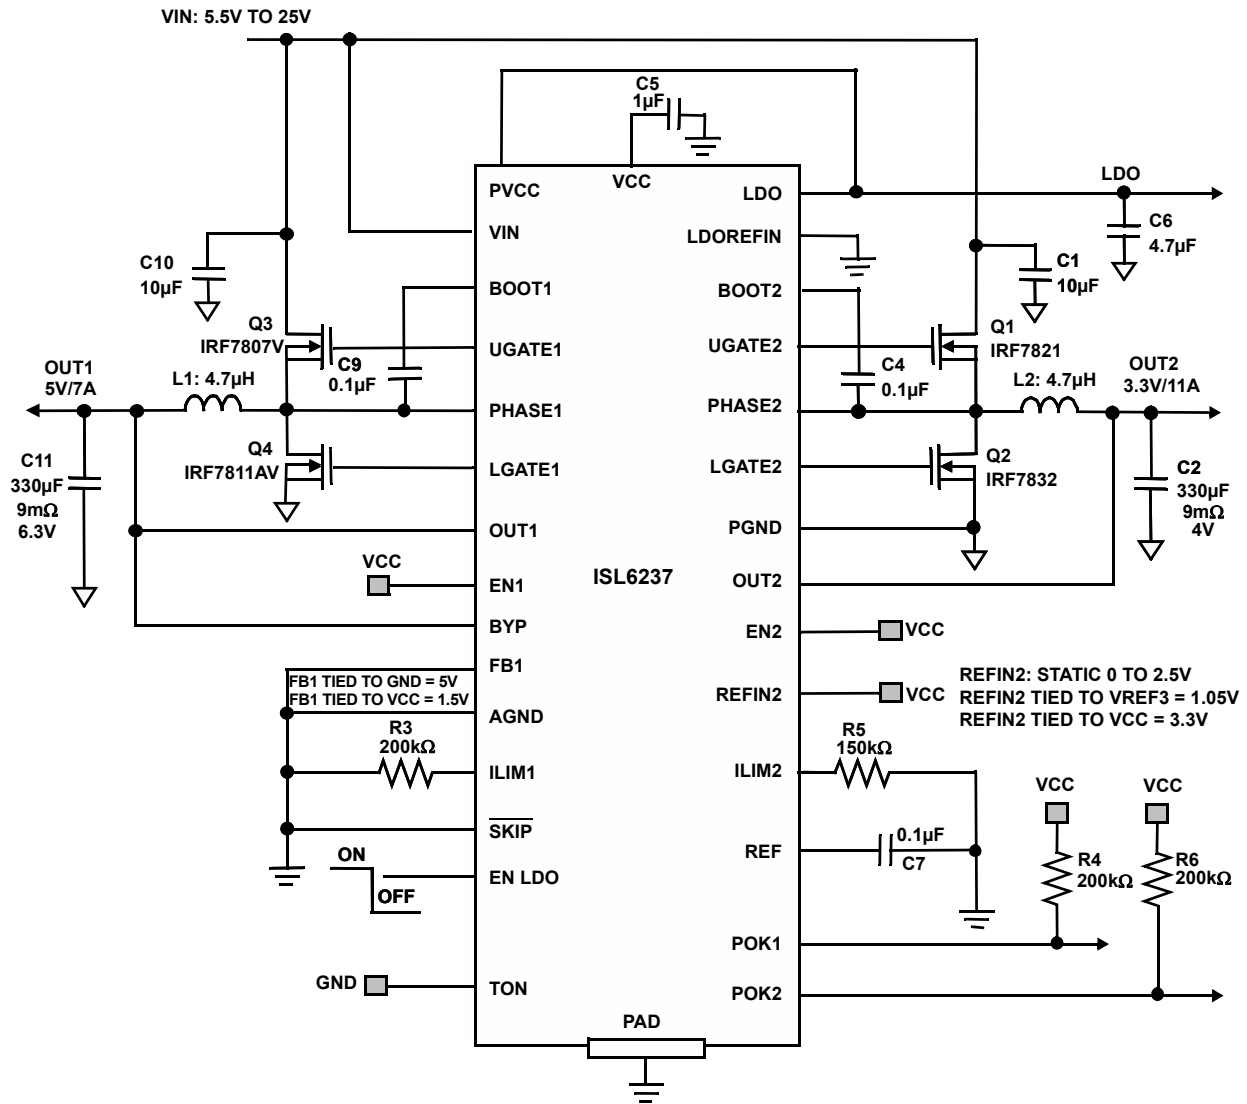 VIN: 5.5V TO 25V
C5
1µF
VCC
PVCC
VIN
BOOT1
UGATE1
PHASE1
LGATE1
OUT1
EN1
BYP
FB1
AGND
ILIM1
SKIP
EN LDO
TON
LDO
LDOREFIN
BOOT2
UGATE2
PHASE2
LGATE2
PGND
OUT2
EN2
REFIN2
ILIM2
REF
POK1
POK2
ISL6237
PAD
C10
10µF
Q3
IRF7807V
C9
0.1µF
OUT1
5V/7A
L1: 4.7µH
Q4
IRF7811AV
C11
330µF
9mΩ
6.3V
VCC
FB1 TIED TO GND = 5V
FB1 TIED TO VCC = 1.5V
R3
200kΩ
ON
OFF
GND
LDO
C6
4.7µF
C1
10µF
Q1
IRF7821
C4
0.1µF
OUT2
3.3V/11A
L2: 4.7µH
Q2
IRF7832
C2
330µF
9mΩ
4V
VCC
VCC
REFIN2: STATIC 0 TO 2.5V
REFIN2 TIED TO VREF3 = 1.05V
REFIN2 TIED TO VCC = 3.3V
R5
150kΩ
0.1µF
C7
VCC
VCC
R4
200kΩ
R6
200kΩ